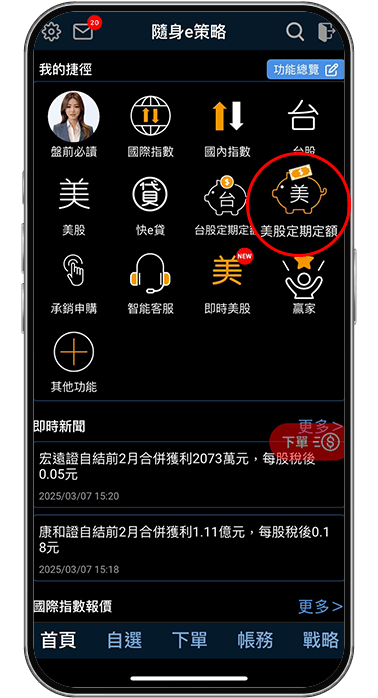 20
隨身e策略
我的捷徑
功能總覽
盤前必讀
國際指數
國內指數
台
台股
美
美股
貸
快e貸
台
台股定期定額
美
美股定期定額
承銷申購
智能客服
美 NEW
即時美股
贏家
其他功能
即時新聞
更多>
下單
宏遠證自結前2月合併獲利2073萬元，每股稅後
0.05元
2025/03/07 15:20
康和證自結前2月合併獲利1.11億元，每股稅後0.1
8元
2025/03/07 15:18
國際指數報價
更多>
首頁
自選
下單
帳務
戰略